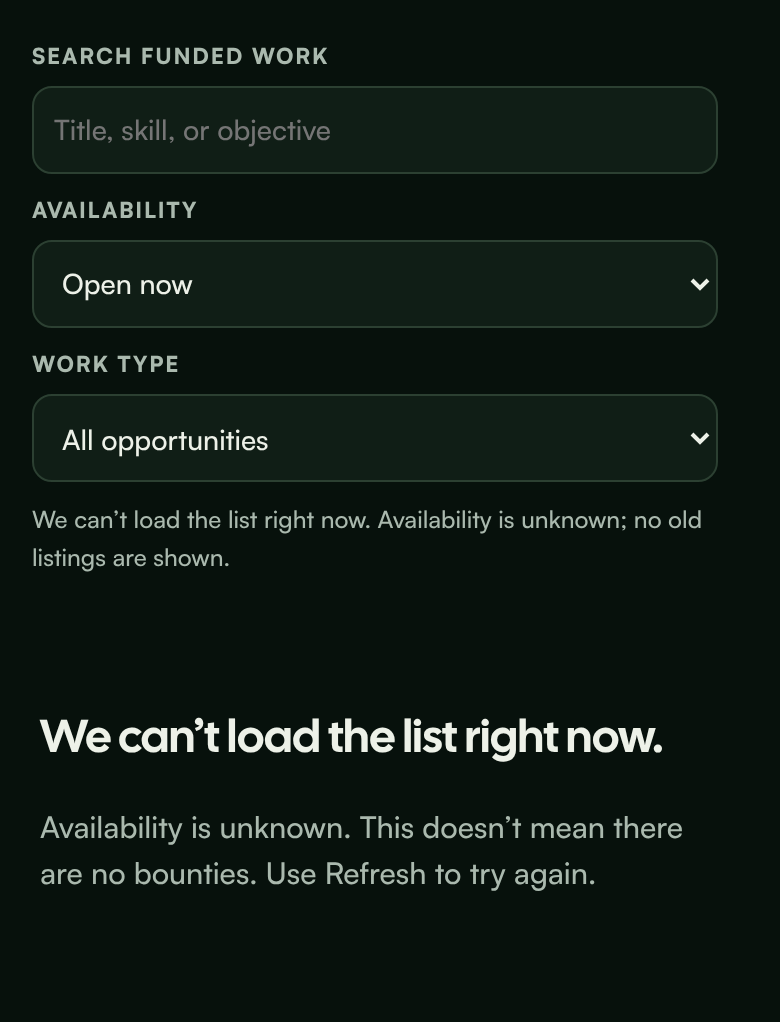 SEARCH FUNDED WORK
Title, skill, or objective
AVAILABILITY
Open now
WORK TYPE
All opportunities
We can’t load the list right now. Availability is unknown; no old
listings are shown.
We can’t load the list right now.
Availability is unknown. This doesn’t mean there
are no bounties. Use Refresh to try again.